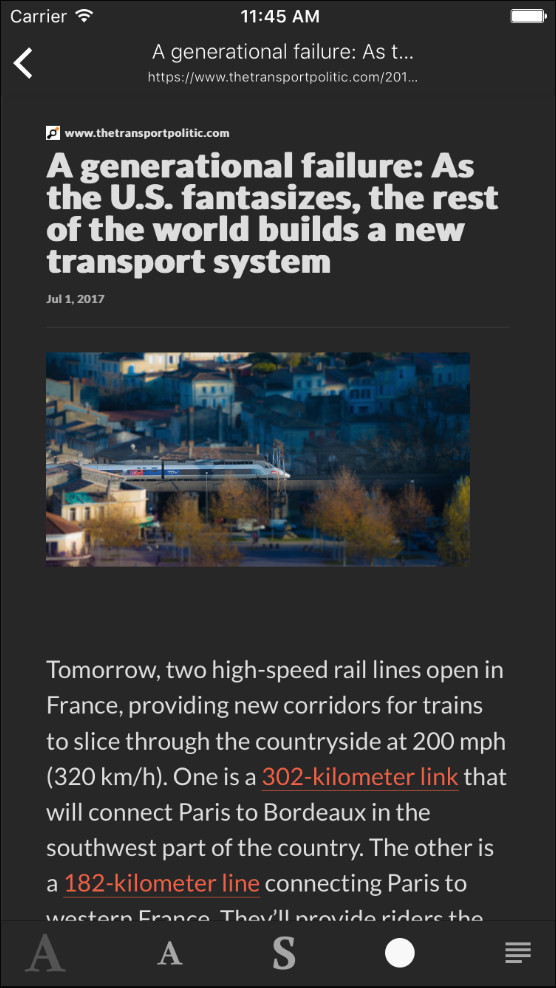 Carrier 11:45 AM
A generational failure: As t...
https://www.thetransportpolitic.com/201...
www.thetransportpolitic.com
A generational failure: As
the U.S. fantasizes, the rest
of the world builds a new
transport system
Jul 1, 2017
Tomorrow, two high-speed rail lines open in
France, providing new corridors for trains
to slice through the countryside at 200 mph
(320 km/h). One is a 302-kilometer link that
will connect Paris to Bordeaux in the
southwest part of the country. The other is
a 182-kilometer line connecting Paris to
western France. They'll provide riders the
A A S